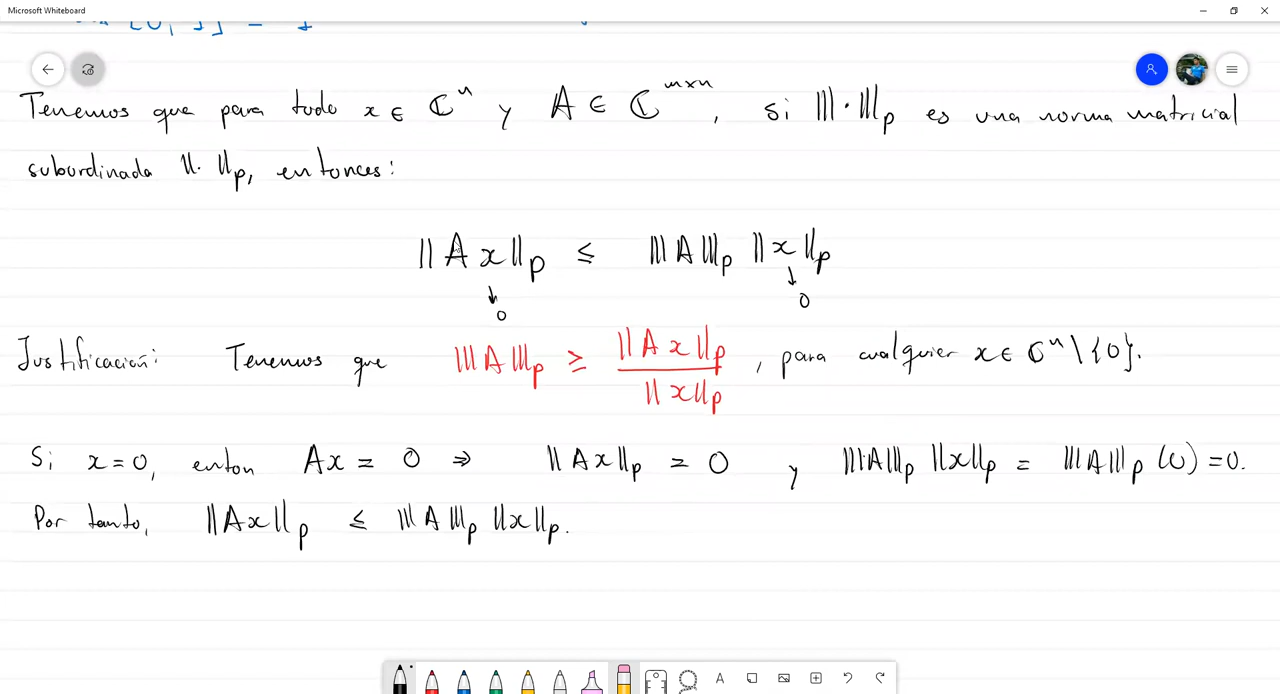 Microsoft Whiteboard
Tenemos que para todo x ∈ ℂⁿ y A ∈ ℂᵐˣⁿ, si |||·|||ₚ es una norma matricial
subordinada ||·||ₚ, entonces:
||Ax||ₚ ≤ |||A|||ₚ ||x||ₚ
↓ ↓
0 0
Justificación: Tenemos que |||A|||ₚ ≥ ||Ax||ₚ / ||x||ₚ , para cualquier x ∈ ℂⁿ \ {0}.
Si x=0, enton Ax = 0 ⇒ ||Ax||ₚ = 0 y |||A|||ₚ ||x||ₚ = |||A|||ₚ (0) =0.
Por tanto, ||Ax||ₚ ≤ |||A|||ₚ ||x||ₚ.